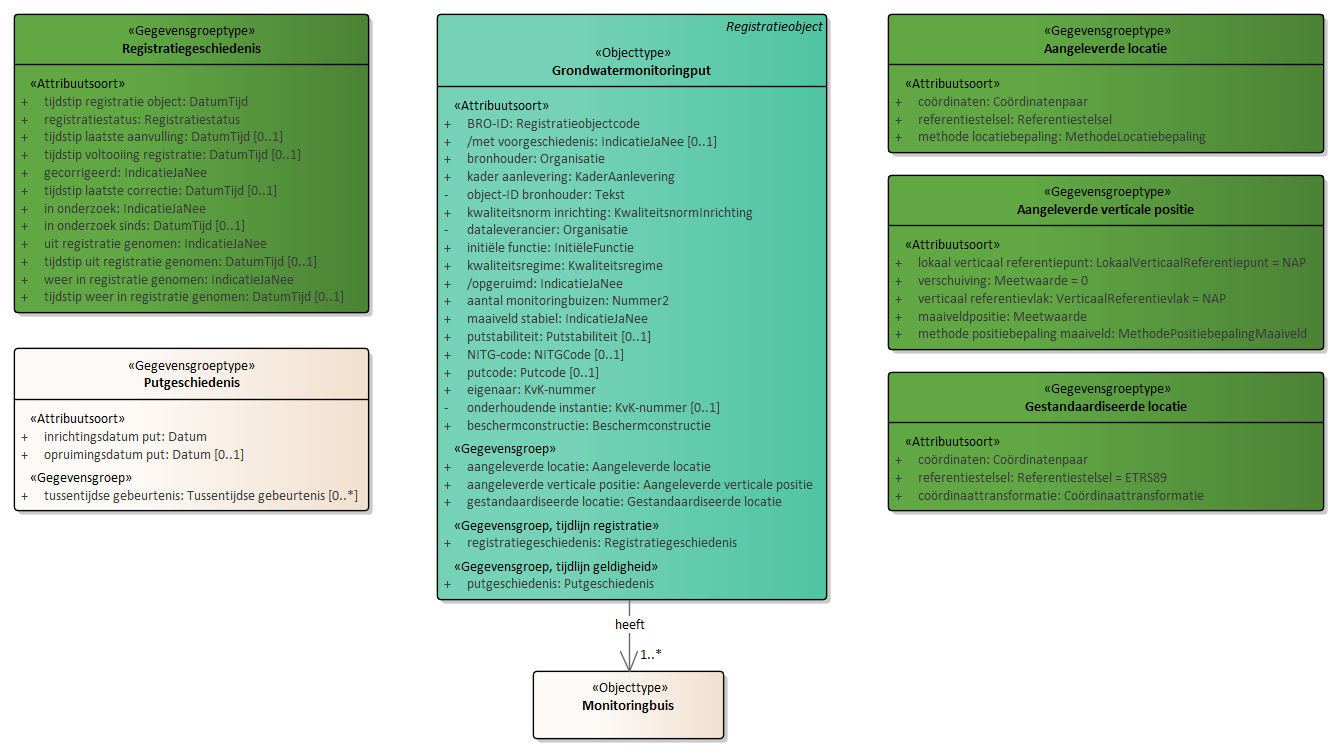 «Gegevensgroeptype»
Registratiegeschiedenis
«Attribuutsoort»
+ tijdstip registratie object: DatumTijd
+ registratiestatus: Registratiestatus
+ tijdstip laatste aanvulling: DatumTijd [0..1]
+ tijdstip voltooiing registratie: DatumTijd [0..1]
+ gecorrigeerd: IndicatieJaNee
+ tijdstip laatste correctie: DatumTijd [0..1]
+ in onderzoek: IndicatieJaNee
+ in onderzoek sinds: DatumTijd [0..1]
+ uit registratie genomen: IndicatieJaNee
+ tijdstip uit registratie genomen: DatumTijd [0..1]
+ weer in registratie genomen: IndicatieJaNee
+ tijdstip weer in registratie genomen: DatumTijd [0..1]
«Gegevensgroeptype»
Putgeschiedenis
«Attribuutsoort»
+ inrichtingsdatum put: Datum
+ opruimingsdatum put: Datum [0..1]
«Gegevensgroep»
+ tussentijdse gebeurtenis: Tussentijdse gebeurtenis [0..*]
Registratieobject
«Objecttype»
Grondwatermonitoringput
«Attribuutsoort»
+ BRO-ID: Registratieobjectcode
+ /met voorgeschiedenis: IndicatieJaNee [0..1]
+ bronhouder: Organisatie
+ kader aanlevering: KaderAanlevering
- object-ID bronhouder: Tekst
+ kwaliteitsnorm inrichting: KwaliteitsnormInrichting
- dataleverancier: Organisatie
+ initiële functie: InitiëleFunctie
+ kwaliteitsregime: Kwaliteitsregime
+ /opgeruimd: IndicatieJaNee
+ aantal monitoringbuizen: Nummer2
+ maaiveld stabiel: IndicatieJaNee
+ putstabiliteit: Putstabiliteit [0..1]
+ NITG-code: NITGCode [0..1]
+ putcode: Putcode [0..1]
+ eigenaar: KvK-nummer
- onderhoudende instantie: KvK-nummer [0..1]
+ beschermconstructie: Beschermconstructie
«Gegevensgroep»
+ aangeleverde locatie: Aangeleverde locatie
+ aangeleverde verticale positie: Aangeleverde verticale positie
+ gestandaardiseerde locatie: Gestandaardiseerde locatie
«Gegevensgroep, tijdlijn registratie»
+ registratiegeschiedenis: Registratiegeschiedenis
«Gegevensgroep, tijdlijn geldigheid»
+ putgeschiedenis: Putgeschiedenis
heeft
1..*
«Objecttype»
Monitoringbuis
«Gegevensgroeptype»
Aangeleverde locatie
«Attribuutsoort»
+ coördinaten: Coördinatenpaar
+ referentiestelsel: Referentiestelsel
+ methode locatiebepaling: MethodeLocatiebepaling
«Gegevensgroeptype»
Aangeleverde verticale positie
«Attribuutsoort»
+ lokaal verticaal referentiepunt: LokaalVerticaalReferentiepunt = NAP
+ verschuiving: Meetwaarde = 0
+ verticaal referentievlak: VerticaalReferentievlak = NAP
+ maaiveldpositie: Meetwaarde
+ methode positiebepaling maaiveld: MethodePositiebepalingMaaiveld
«Gegevensgroeptype»
Gestandaardiseerde locatie
«Attribuutsoort»
+ coördinaten: Coördinatenpaar
+ referentiestelsel: Referentiestelsel = ETRS89
+ coördinaattransformatie: Coördinaattransformatie